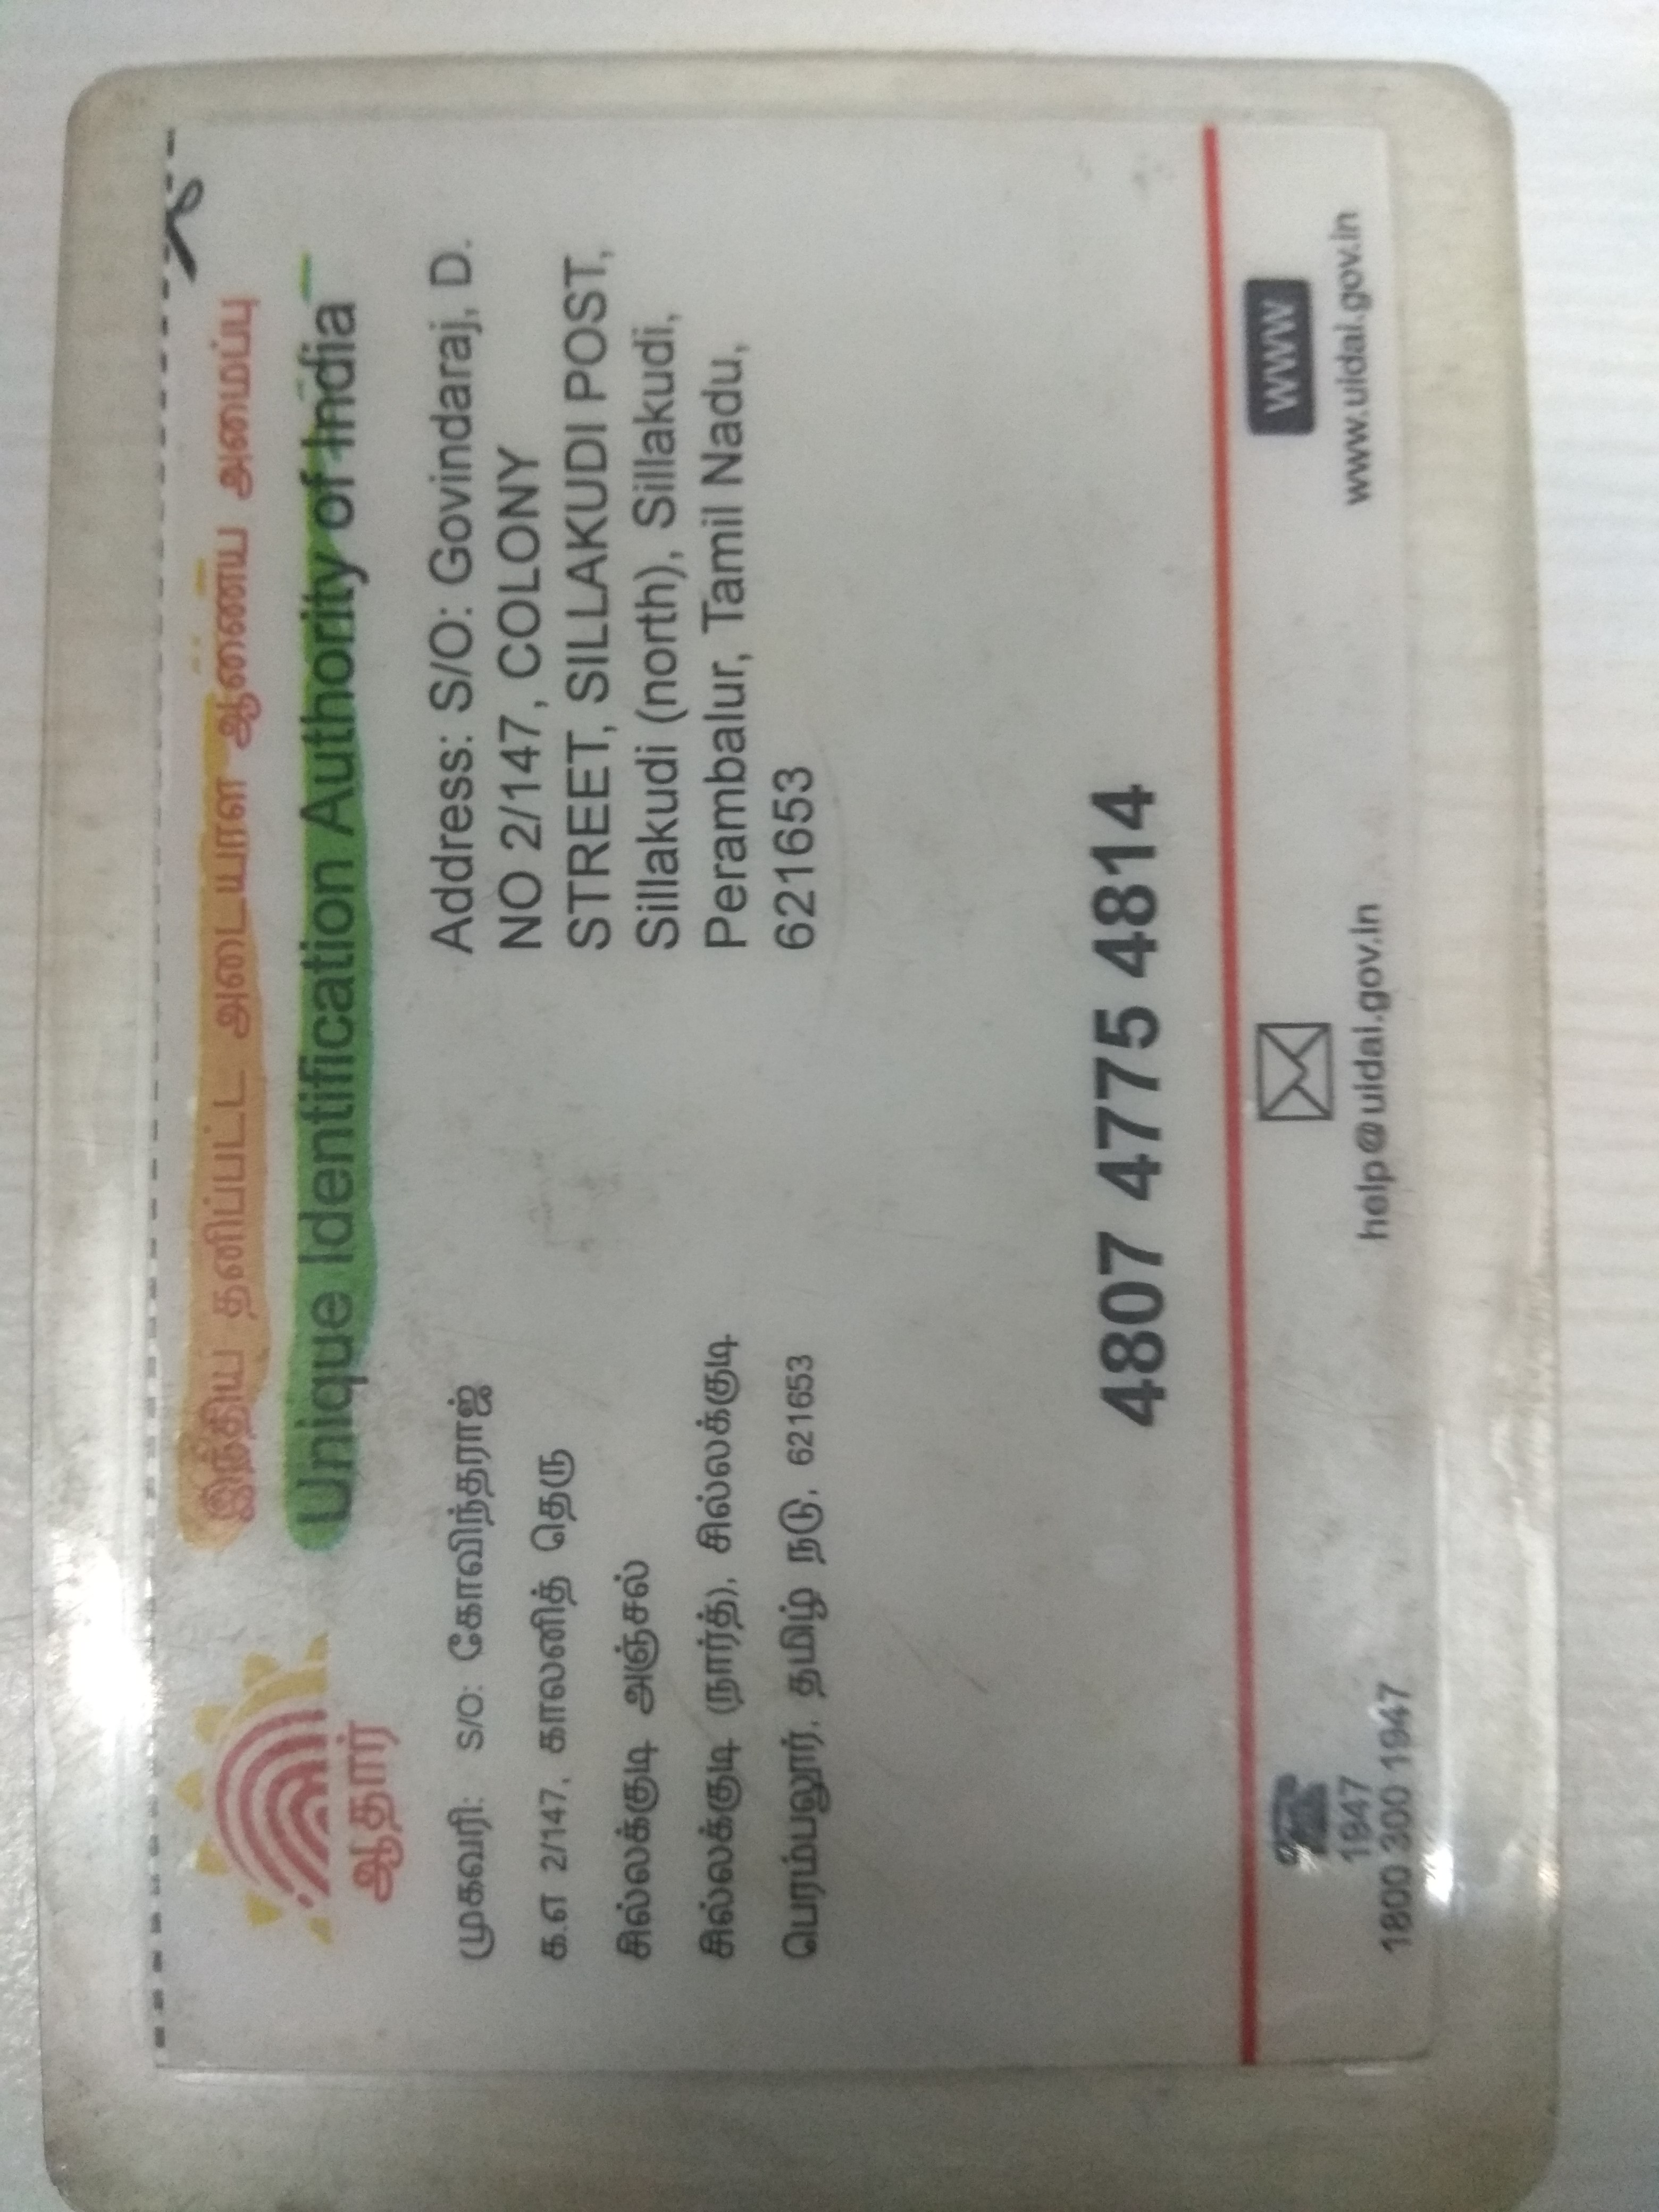 இந்திய தனிப்பட்ட அடையாள ஆணைய அமைப்பு
Unique Identification Authority of India
ஆதார்
முகவரி: S/O: கோவிந்தராஜ்
க.எ 2/147, காலனித் தெரு
சில்லக்குடி அஞ்சல்
சில்லக்குடி (நார்த்), சில்லக்குடி
பெரம்பலூர், தமிழ் நடு, 621653
Address: S/O: Govindaraj, D.
NO 2/147, COLONY
STREET, SILLAKUDI POST,
Sillakudi (north), Sillakudi,
Perambalur, Tamil Nadu,
621653
4807 4775 4814
1947
1800 300 1947
help@uidai.gov.in
WWW
www.uidai.gov.in